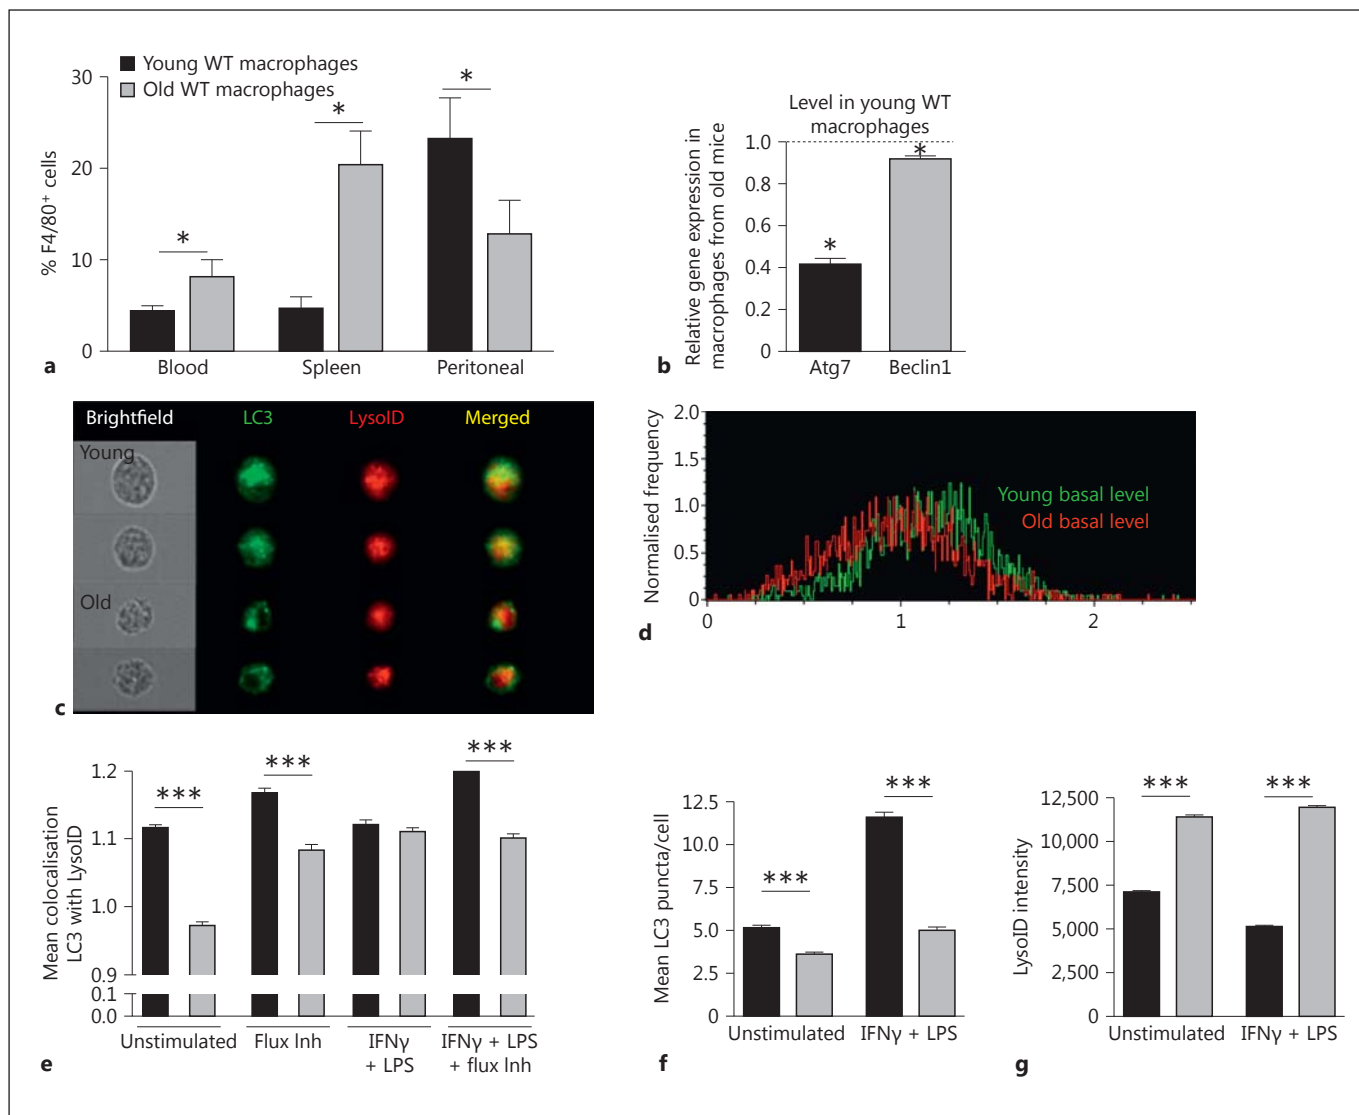 Young WT macrophages
Old WT macrophages
30
20
10
0
% F4/80⁺ cells
*
*
*
Blood
Spleen
Peritoneal
a
Level in young WT
macrophages
1.0
0.8
0.6
0.4
0.2
0
Relative gene expression in
macrophages from old mice
*
*
Atg7
Beclin1
b
Brightfield
LC3
LysoID
Merged
Young
Old
c
2.0
1.5
1.0
0.5
0
Normalised frequency
Young basal level
Old basal level
0
1
2
d
1.2
1.1
1.0
0.9
0.1
0.0
Mean colocalisation
LC3 with LysoID
***
***
***
Unstimulated
Flux Inh
IFNγ
+ LPS
IFNγ + LPS
+ flux Inh
e
12.5
10.0
7.5
5.0
2.5
0
Mean LC3 puncta/cell
***
***
Unstimulated
IFNγ + LPS
f
12,500
10,000
7,500
5,000
2,500
0
LysoID intensity
***
***
Unstimulated
IFNγ + LPS
g